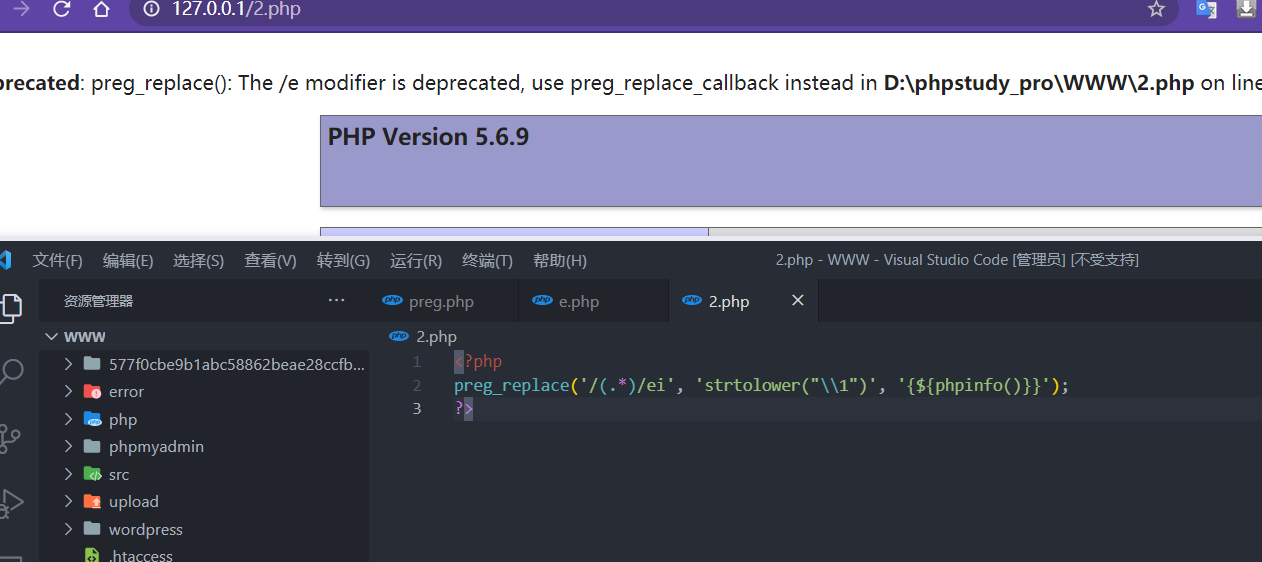 127.0.0.1/2.php
precated: preg_replace(): The /e modifier is deprecated, use preg_replace_callback instead in D:\phpstudy_pro\WWW\2.php on line
PHP Version 5.6.9
文件(F) 编辑(E) 选择(S) 查看(V) 转到(G) 运行(R) 终端(T) 帮助(H) 2.php - WWW - Visual Studio Code [管理员] [不受支持]
资源管理器 ··· preg.php e.php 2.php
WWW 2.php
577f0cbe9b1abc58862beae28ccfb...
error
php
phpmyadmin
src
upload
wordpress
.htaccess
1 <?php
2 preg_replace('/(.*)/ei', 'strtolower("\\1")', '{${phpinfo()}}');
3 ?>